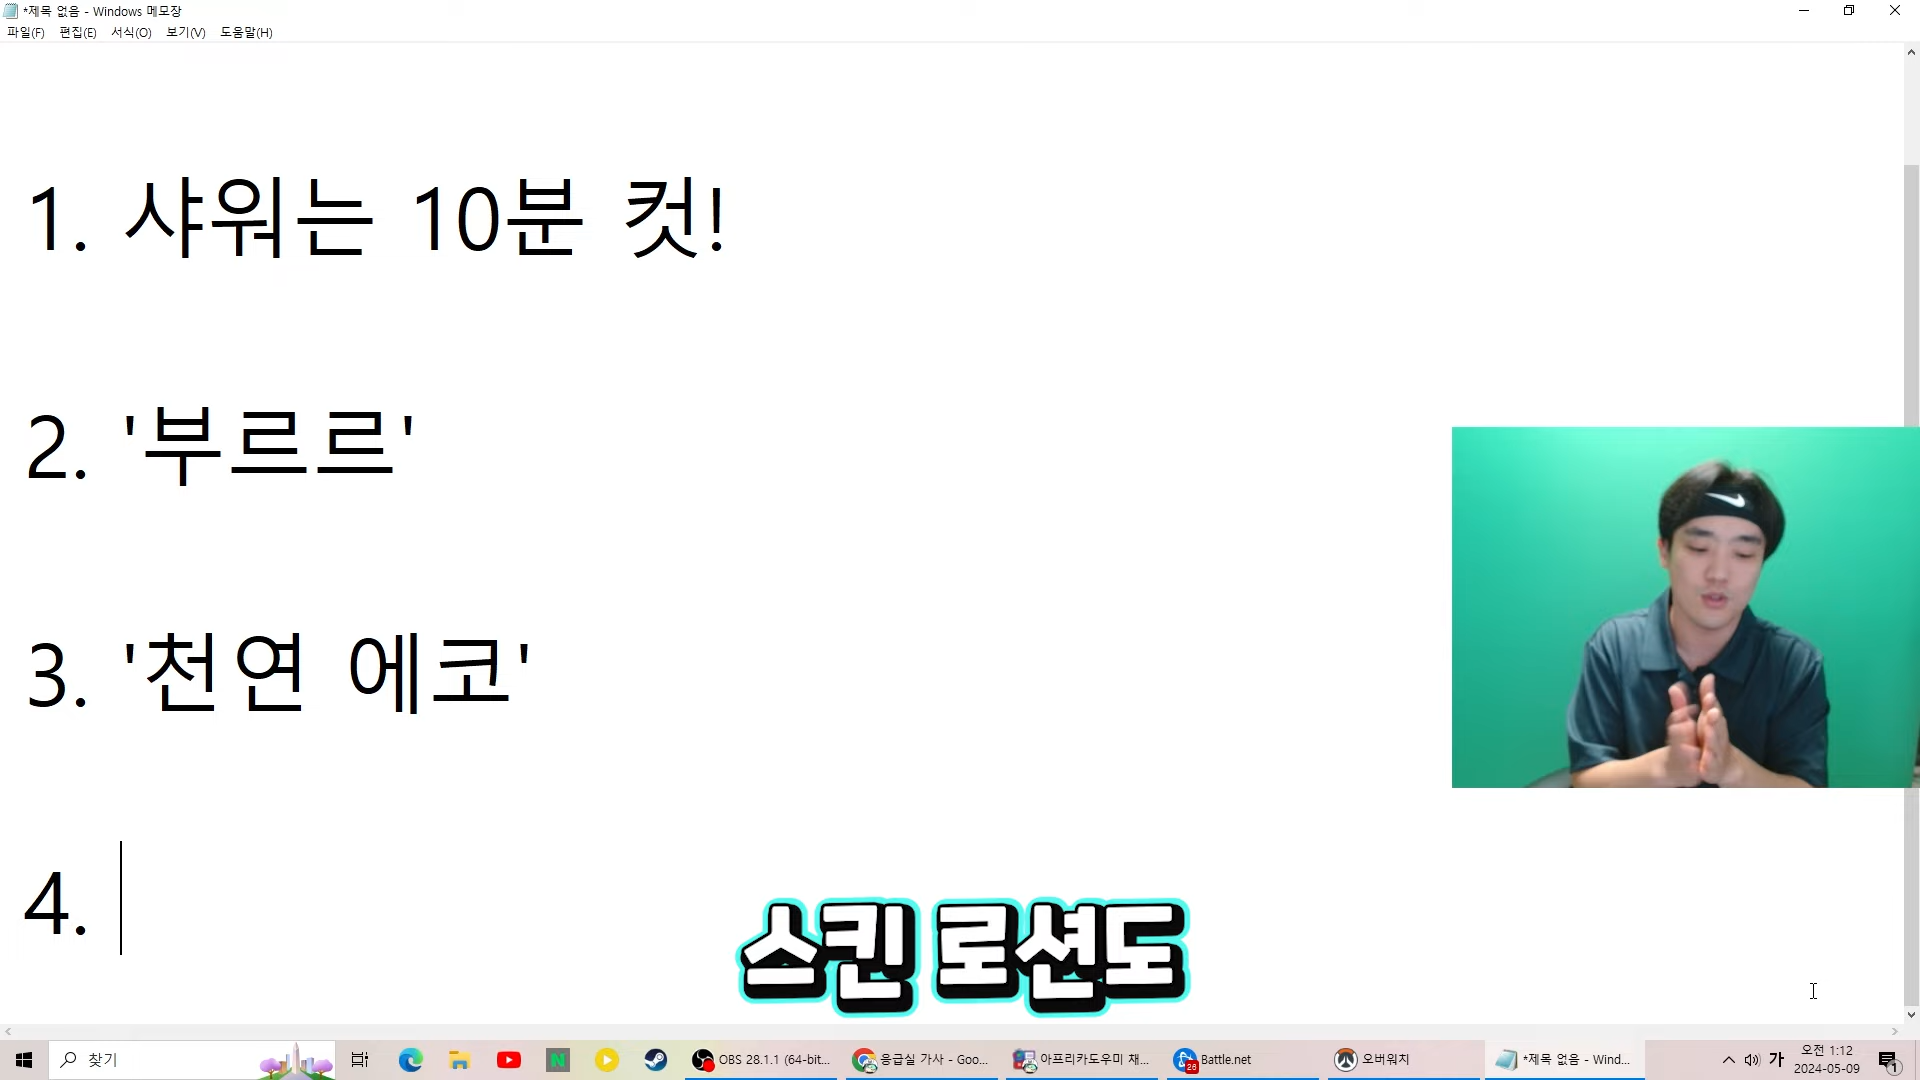 *제목 없음 - Windows 메모장
파일(F) 편집(E) 서식(O) 보기(V) 도움말(H)
1. 샤워는 10분 컷!
2. '부르르'
3. '천연 에코'
4.
스킨 로션도
찾기
OBS 28.1.1 (64-bit...
응급실 가사 - Goo...
아프리카도우미 채...
26
Battle.net
오버워치
*제목 없음 - Wind...
가
오전 1:12
2024-05-09
1